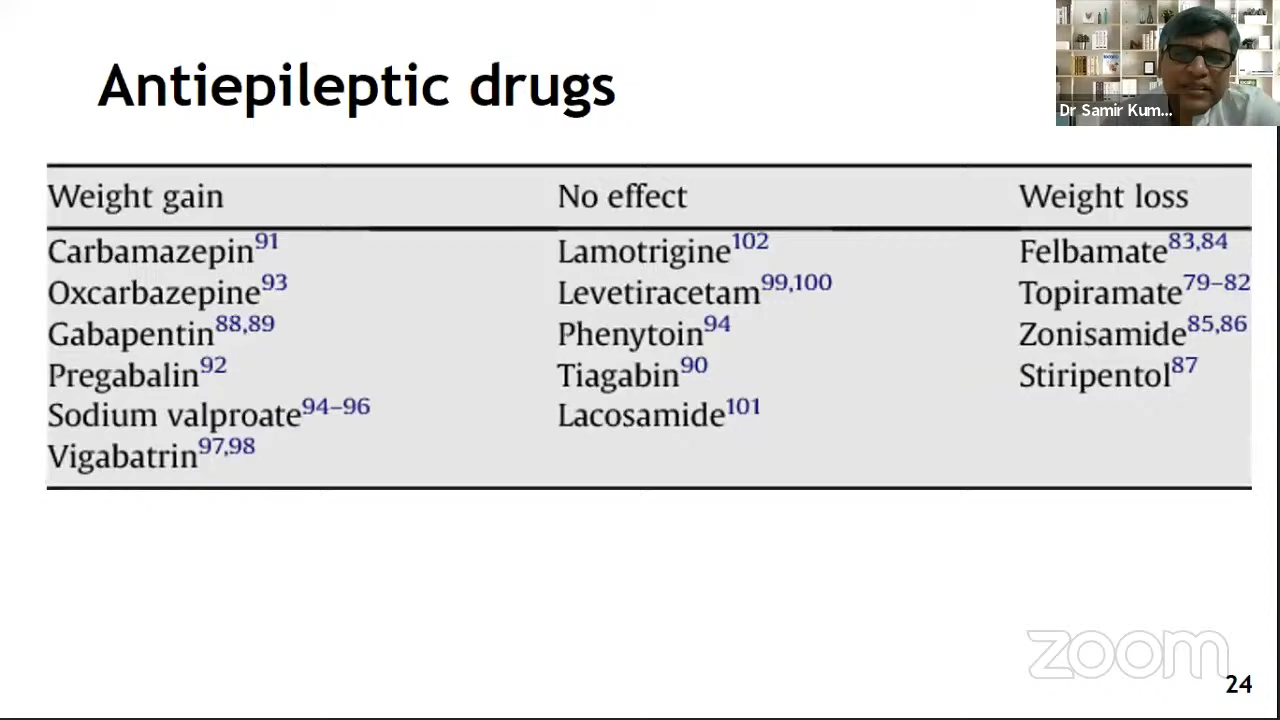 Antiepileptic drugs
Dr Samir Kum...
Weight gain No effect Weight loss
Carbamazepin91 Lamotrigine102 Felbamate83,84
Oxcarbazepine93 Levetiracetam99,100 Topiramate79–82
Gabapentin88,89 Phenytoin94 Zonisamide85,86
Pregabalin92 Tiagabin90 Stiripentol87
Sodium valproate94–96 Lacosamide101
Vigabatrin97,98
zoom
24